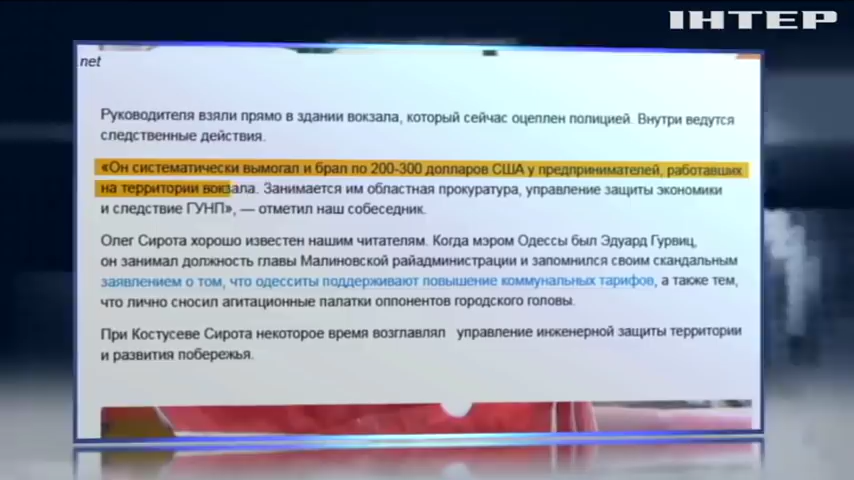 ІНТЕР
net
Руководителя взяли прямо в здании вокзала, который сейчас оцеплен полицией. Внутри ведутся
следственные действия.
«Он систематически вымогал и брал по 200-300 долларов США у предпринимателей, работавших
на территории вокзала. Занимается им областная прокуратура, управление защиты экономики
и следствие ГУНП», — отметил наш собеседник.
Олег Сирота хорошо известен нашим читателям. Когда мэром Одессы был Эдуард Гурвиц,
он занимал должность главы Малиновской райадминистрации и запомнился своим скандальным
заявлением о том, что одесситы поддерживают повышение коммунальных тарифов, а также тем,
что лично сносил агитационные палатки оппонентов городского головы.
При Костусеве Сирота некоторое время возглавлял управление инженерной защиты территории
и развития побережья.